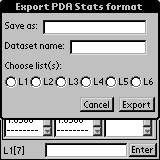 Export PDA Stats format
Save as:
Dataset name:
Choose list(s):
L1 L2 L3 L4 L5 L6
Cancel Export
L1[7] Enter